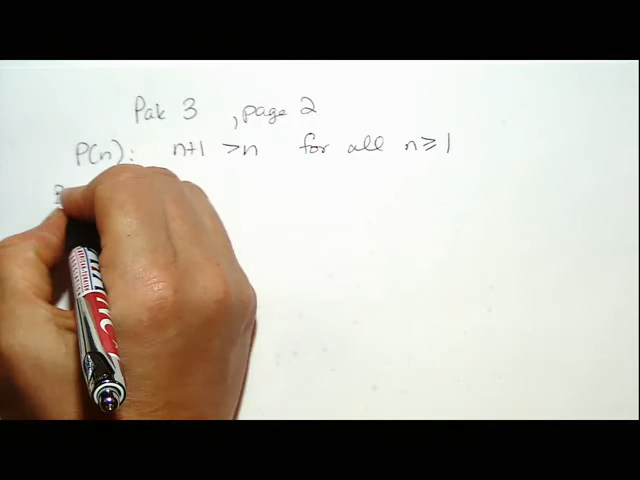 Pak 3 , page 2
P(n): n+1 > n for all n ≥ 1